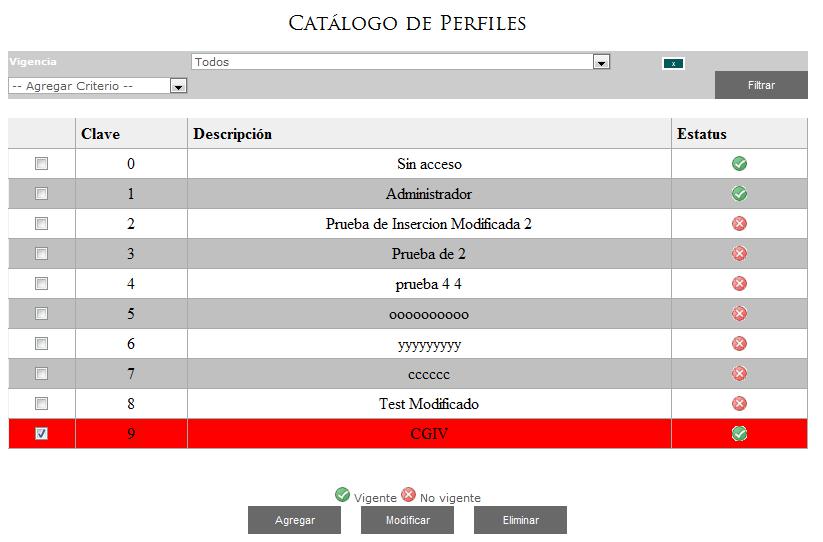 CATÁLOGO DE PERFILES
Vigencia Todos x
-- Agregar Criterio -- Filtrar
Clave Descripción Estatus
0 Sin acceso
1 Administrador
2 Prueba de Insercion Modificada 2
3 Prueba de 2
4 prueba 4 4
5 oooooooooo
6 yyyyyyyyy
7 cccccc
8 Test Modificado
9 CGIV
Vigente No vigente
Agregar Modificar Eliminar